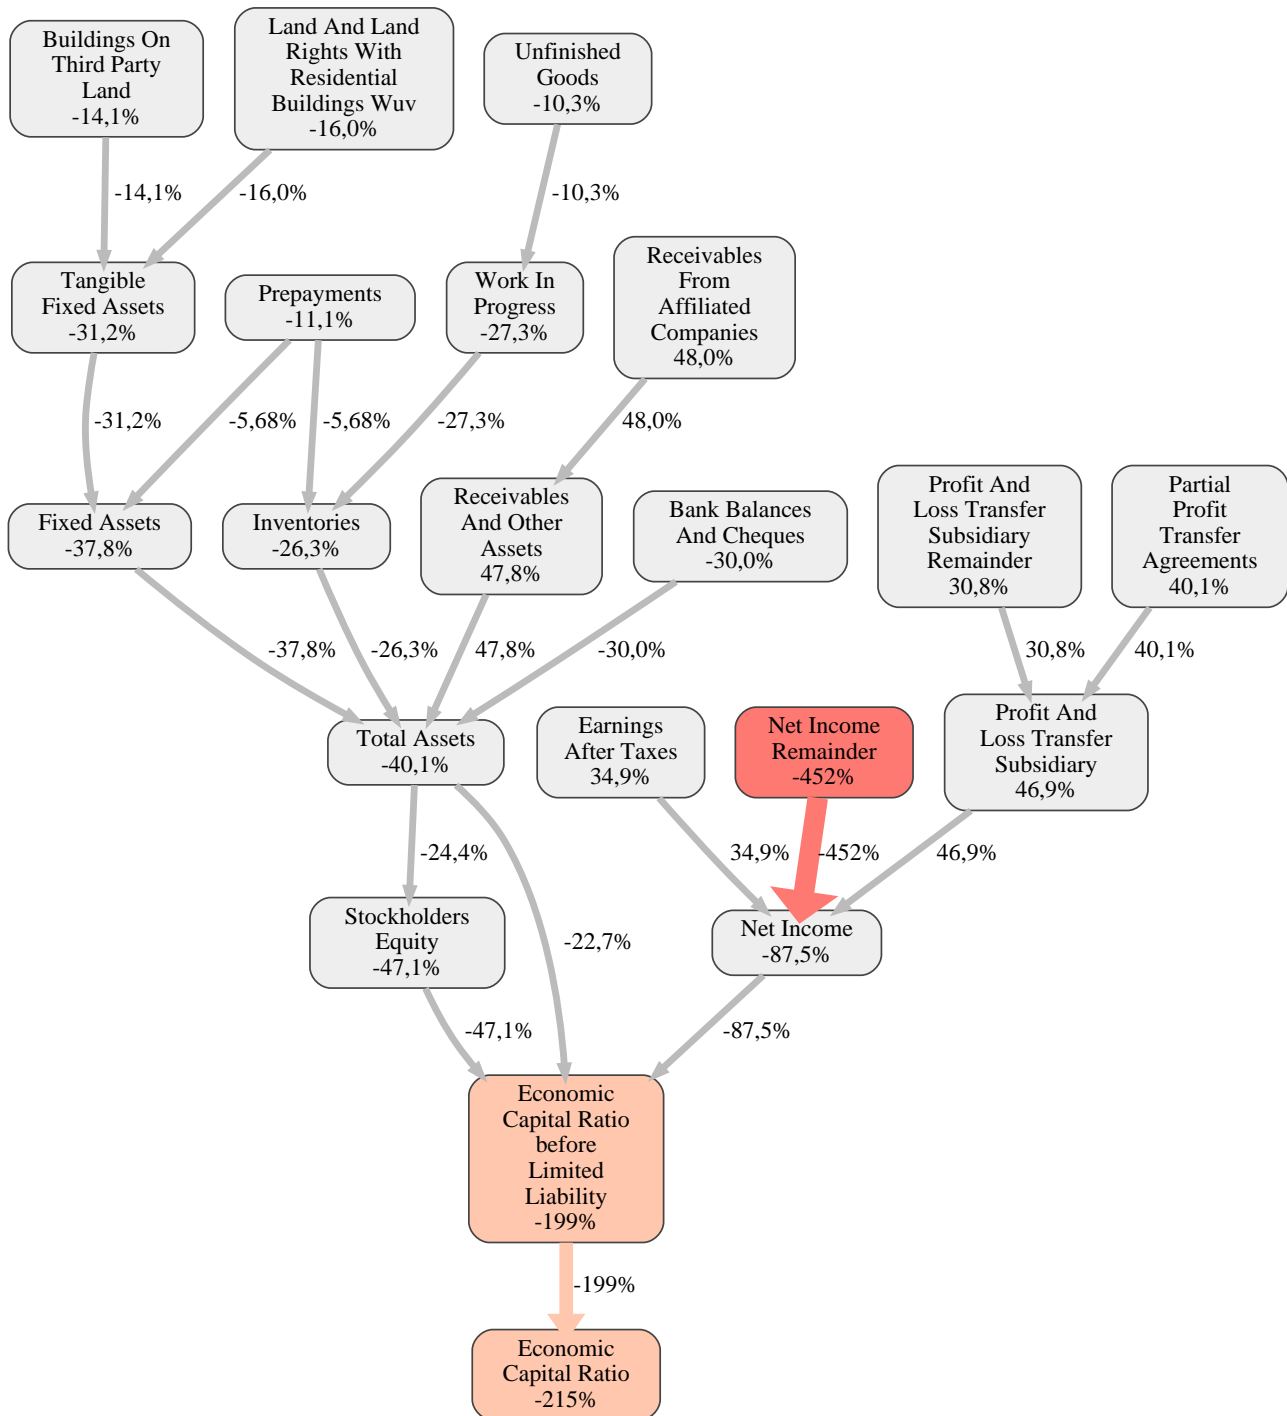 Buildings On
Third Party
Land
-14,1%
Land And Land
Rights With
Residential
Buildings Wuv
-16,0%
Unfinished
Goods
-10,3%
-14,1%
-16,0%
-10,3%
Tangible
Fixed Assets
-31,2%
Prepayments
-11,1%
Work In
Progress
-27,3%
Receivables
From
Affiliated
Companies
48,0%
-31,2%
-5,68%
-5,68%
-27,3%
48,0%
Fixed Assets
-37,8%
Inventories
-26,3%
Receivables
And Other
Assets
47,8%
Bank Balances
And Cheques
-30,0%
Profit And
Loss Transfer
Subsidiary
Remainder
30,8%
Partial
Profit
Transfer
Agreements
40,1%
-37,8%
-26,3%
47,8%
-30,0%
30,8%
40,1%
Total Assets
-40,1%
Earnings
After Taxes
34,9%
Net Income
Remainder
-452%
Profit And
Loss Transfer
Subsidiary
46,9%
-24,4%
34,9%
-452%
46,9%
Stockholders
Equity
-47,1%
-22,7%
Net Income
-87,5%
-47,1%
-87,5%
Economic
Capital Ratio
before
Limited
Liability
-199%
-199%
Economic
Capital Ratio
-215%